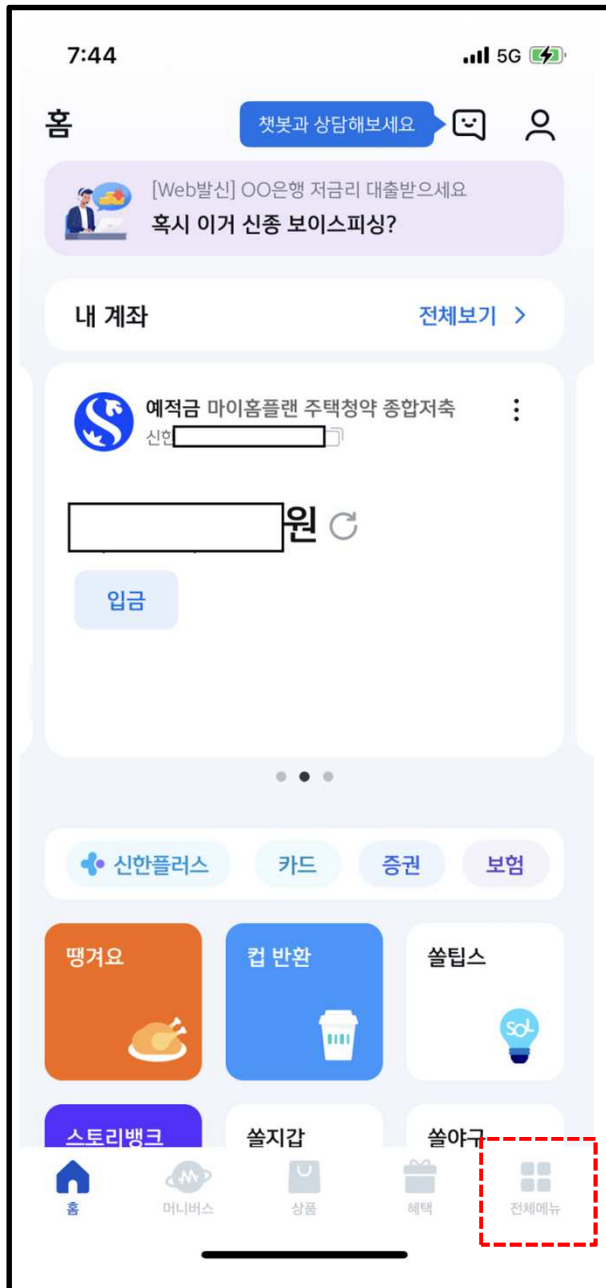 7:44
5G
홈
챗봇과 상담해보세요
[Web발신] OO은행 저금리 대출받으세요
혹시 이거 신종 보이스피싱?
내 계좌
전체보기 >
예적금 마이홈플랜 주택청약 종합저축
신한
원
입금
신한플러스
카드
증권
보험
땡겨요
컵 반환
쏠팁스
SOL
스토리뱅크
쏠지갑
쏠야구
홈
머니버스
상품
혜택
전체메뉴